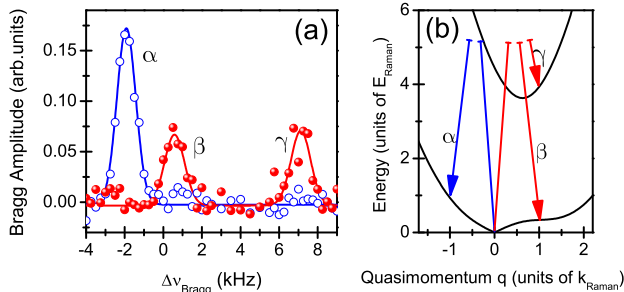 (a)
(b)
Bragg Amplitude (arb.units)
0.15
0.10
0.05
0.00
α
β
γ
-4 -2 0 2 4 6 8
Δν_Bragg (kHz)
Energy (units of E_Raman)
6
4
2
0
α
β
γ
-1 0 1
Quasimomentum q (units of k_Raman)